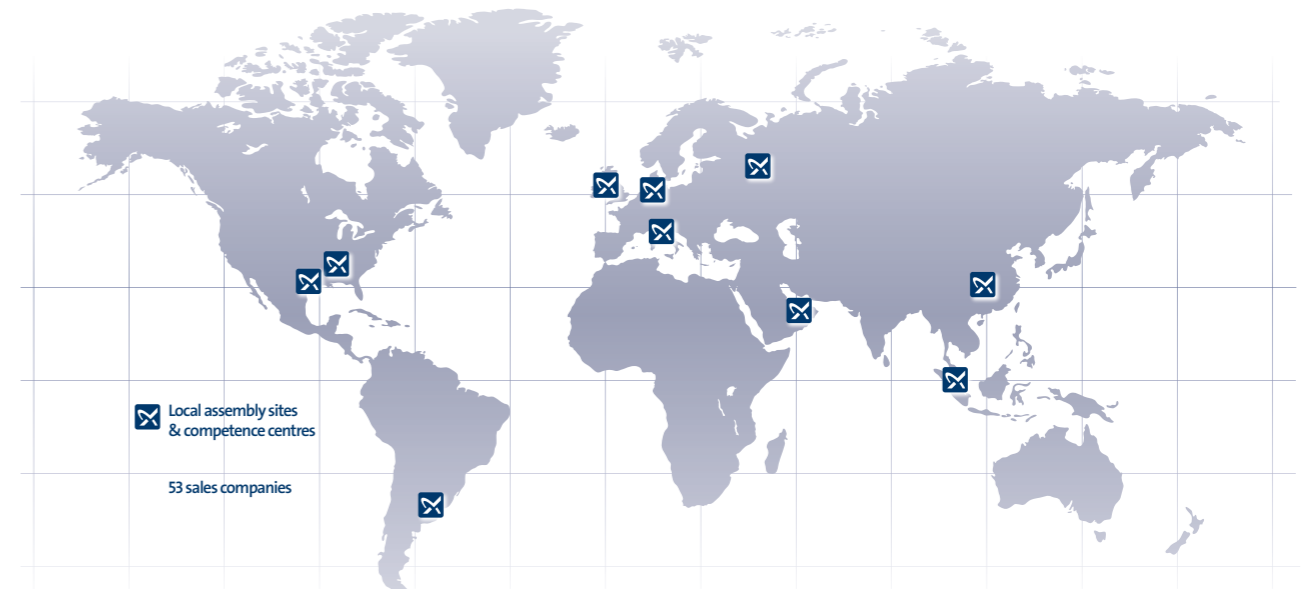 Local assembly sites
& competence centres
53 sales companies